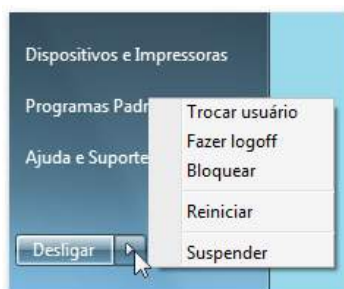 Dispositivos e Impressoras
Programas Padr
Ajuda e Suporte
Desligar
Trocar usuário
Fazer logoff
Bloquear
Reiniciar
Suspender